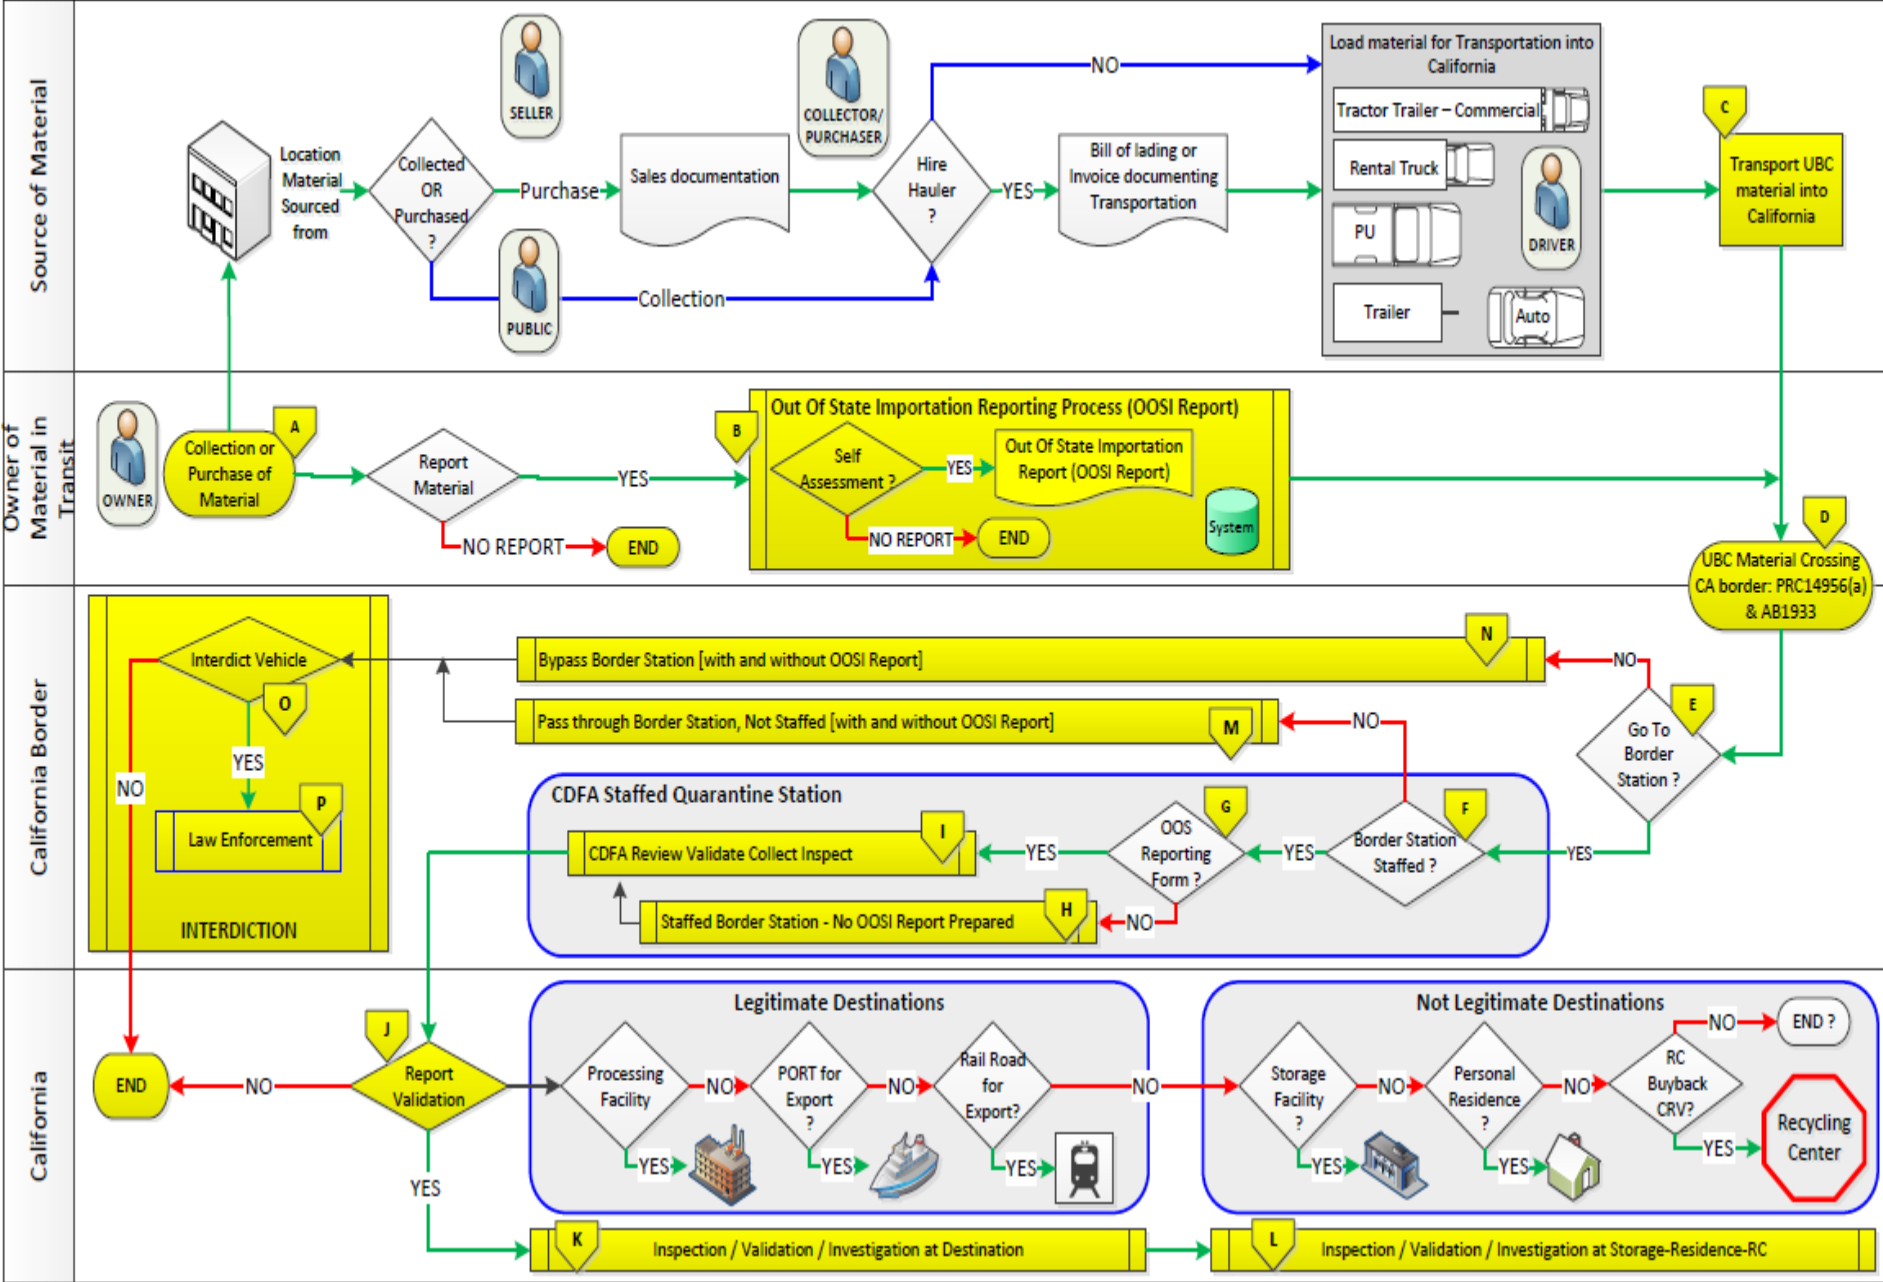 Source of Material
SELLER
COLLECTOR/
PURCHASER
Location
Material
Sourced
from
Collected
OR
Purchased
?
Purchase
Sales documentation
Hire
Hauler
?
NO
YES
Bill of lading or
Invoice documenting
Transportation
PUBLIC
Collection
Load material for Transportation into
California
Tractor Trailer – Commercial
Rental Truck
PU
Trailer
Auto
DRIVER
C
Transport UBC
material into
California
Owner of
Material in
Transit
OWNER
A
Collection or
Purchase of
Material
Report
Material
YES
NO REPORT
END
B
Out Of State Importation Reporting Process (OOSI Report)
Self
Assessment ?
YES
Out Of State Importation
Report (OOSI Report)
NO REPORT
END
System
D
UBC Material Crossing
CA border: PRC14956(a)
& AB1933
California Border
Interdict Vehicle
O
YES
NO
P
Law Enforcement
INTERDICTION
N
Bypass Border Station [with and without OOSI Report]
NO
M
Pass through Border Station, Not Staffed [with and without OOSI Report]
NO
E
Go To
Border
Station ?
YES
CDFA Staffed Quarantine Station
I
CDFA Review Validate Collect Inspect
YES
G
OOS
Reporting
Form ?
YES
F
Border Station
Staffed ?
H
Staffed Border Station - No OOSI Report Prepared
NO
California
END
NO
J
Report
Validation
YES
Legitimate Destinations
Processing
Facility
NO
YES
PORT for
Export
?
NO
YES
Rail Road
for
Export?
NO
YES
Not Legitimate Destinations
Storage
Facility
?
NO
YES
Personal
Residence
?
NO
YES
RC
Buyback
CRV?
NO
END ?
YES
Recycling
Center
K
Inspection / Validation / Investigation at Destination
L
Inspection / Validation / Investigation at Storage-Residence-RC